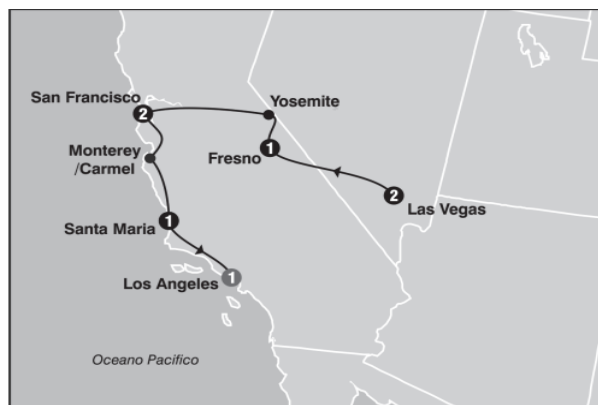 San Francisco
2
Yosemite
Monterey
/Carmel
Fresno
1
2
Las Vegas
Santa Maria
1
Los Angeles
1
Oceano Pacifico